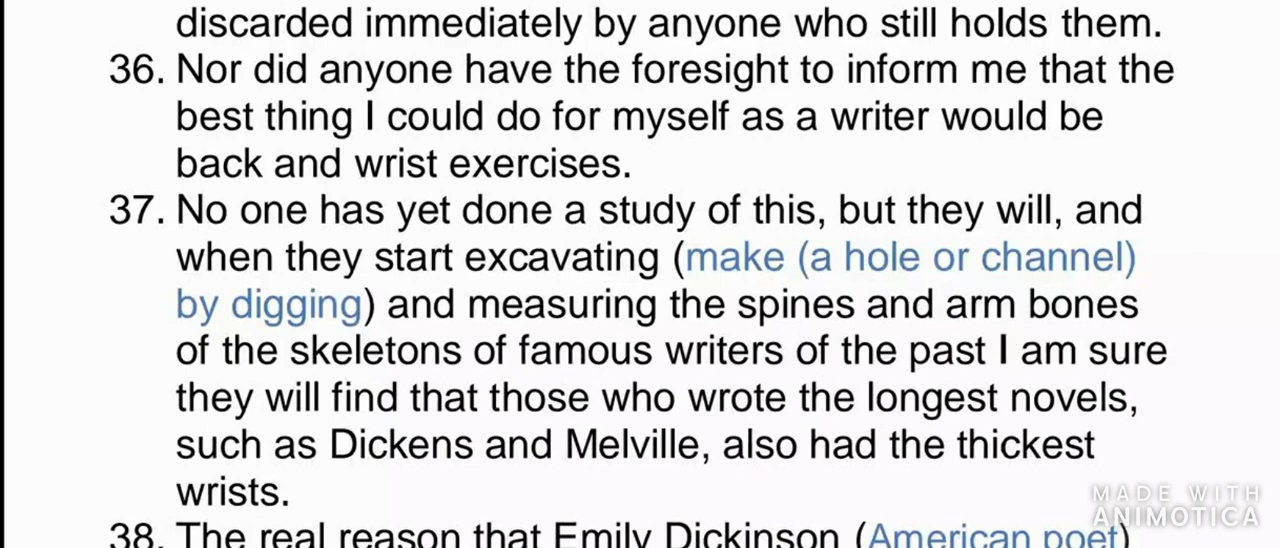 discarded immediately by anyone who still holds them.
36. Nor did anyone have the foresight to inform me that the
best thing I could do for myself as a writer would be
back and wrist exercises.
37. No one has yet done a study of this, but they will, and
when they start excavating (make (a hole or channel)
by digging) and measuring the spines and arm bones
of the skeletons of famous writers of the past I am sure
they will find that those who wrote the longest novels,
such as Dickens and Melville, also had the thickest
wrists.
38. The real reason that Emily Dickinson (American poet)
MADE WITH
ANIMOTICA